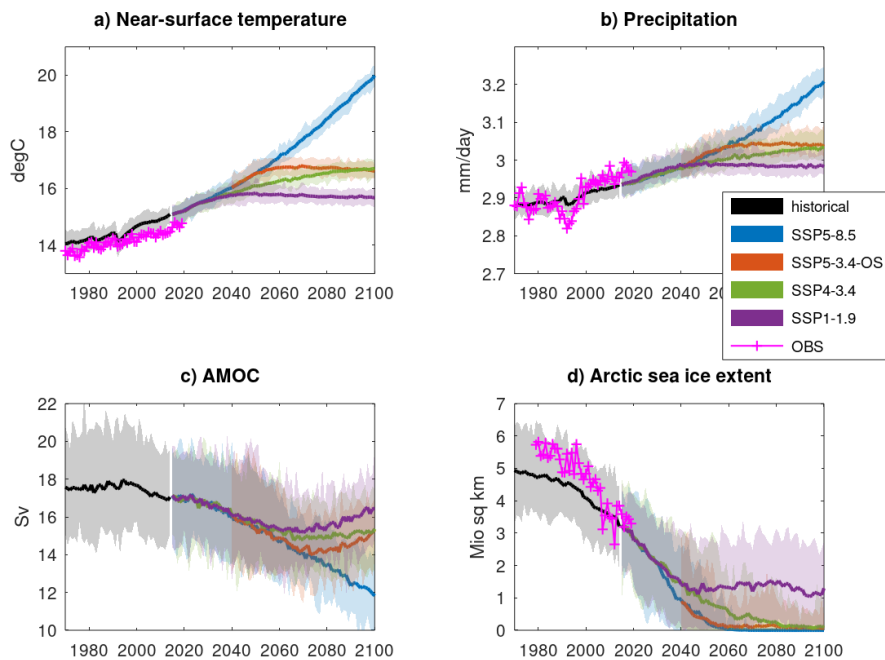 a) Near-surface temperature
degC
20
18
16
14
1980 2000 2020 2040 2060 2080 2100
b) Precipitation
mm/day
3.2
3.1
3
2.9
2.8
2.7
1980 2000 2020 2040
historical
SSP5-8.5
SSP5-3.4-OS
SSP4-3.4
SSP1-1.9
OBS
c) AMOC
Sv
22
20
18
16
14
12
10
1980 2000 2020 2040 2060 2080 2100
d) Arctic sea ice extent
Mio sq km
7
6
5
4
3
2
1
0
1980 2000 2020 2040 2060 2080 2100